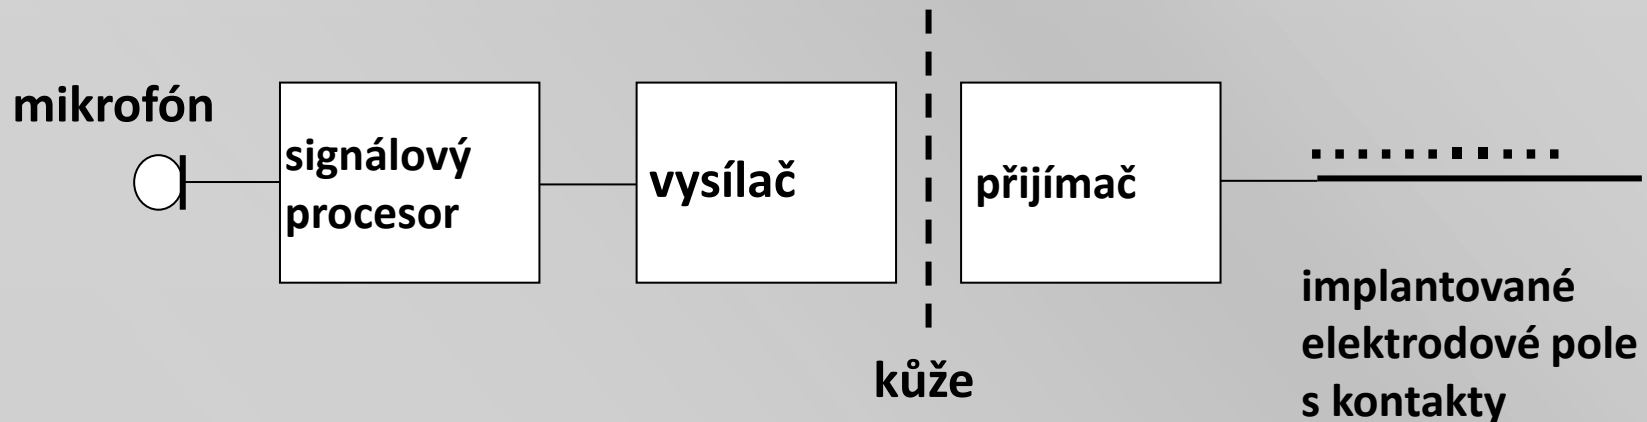 mikrofón
signálový
procesor
vysílač
přijímač
kůže
implantované
elektrodové pole
s kontakty